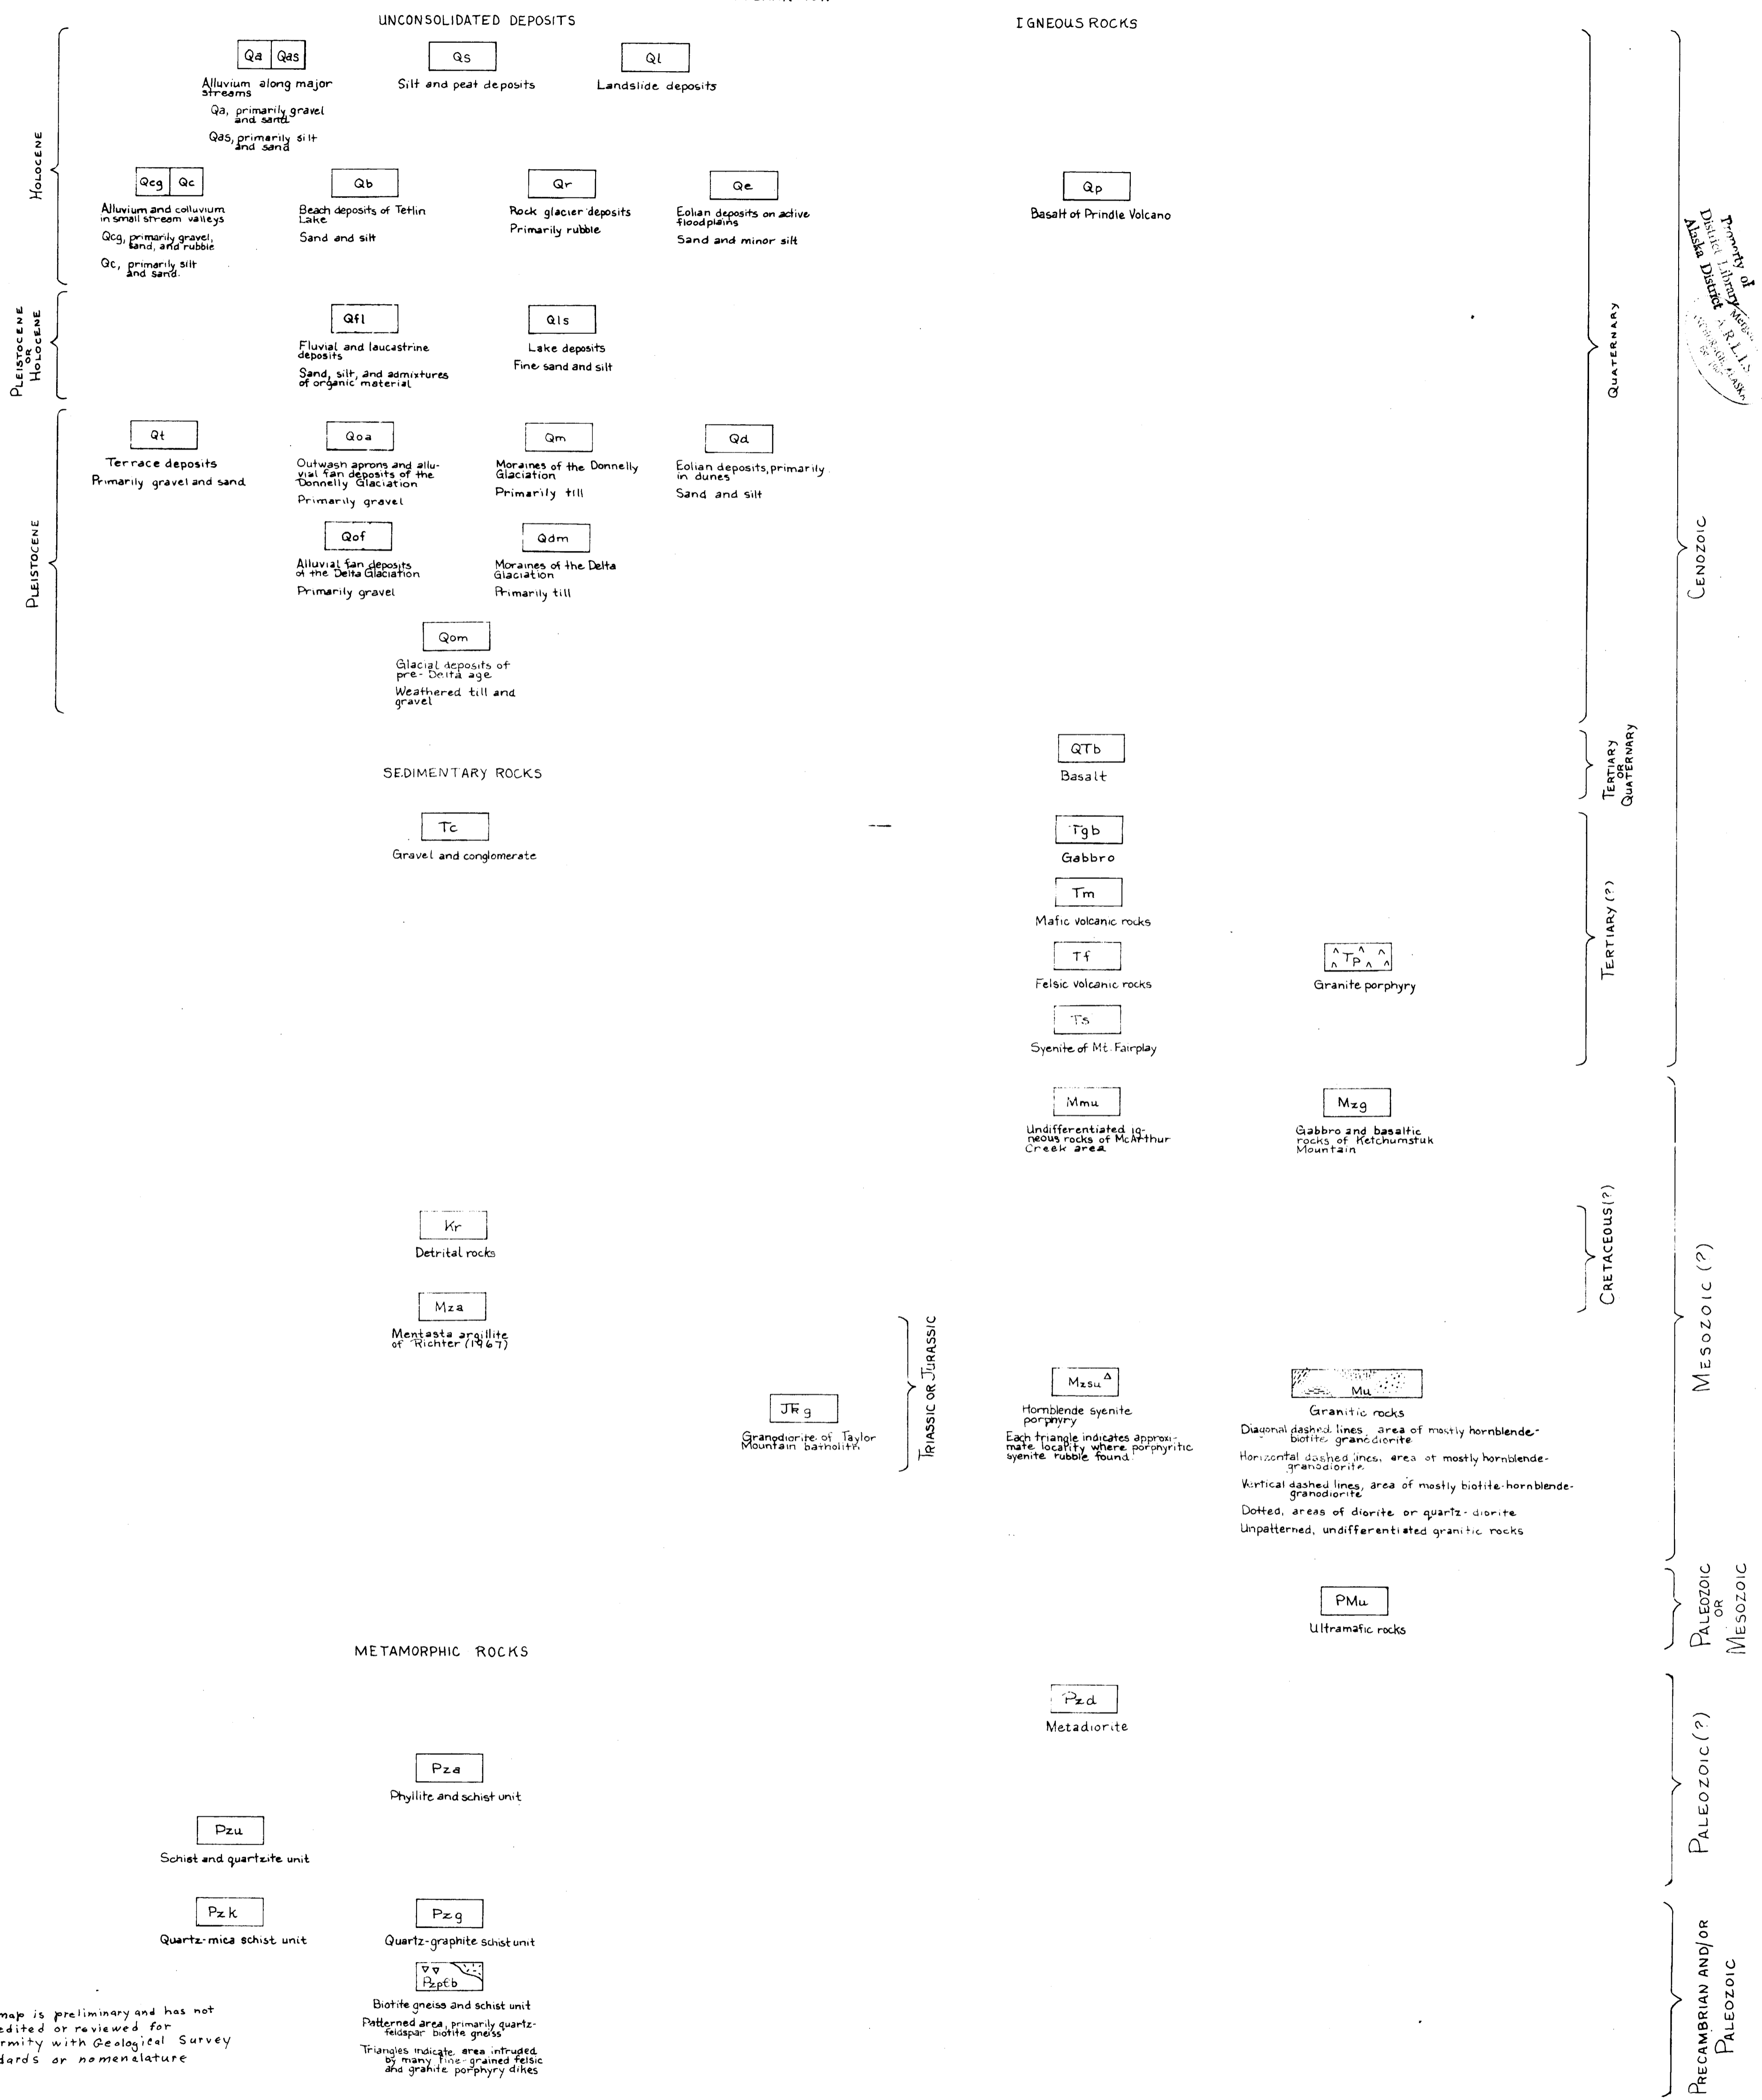 UNCONSOLIDATED DEPOSITS
IGNEOUS ROCKS
HOLOCENE
Qa Qas
Alluvium along major
streams
Qa, primarily gravel
and sand
Qas, primarily silt
and sand
Qs
Silt and peat deposits
Ql
Landslide deposits
Qcg Qc
Alluvium and colluvium
in small stream valleys
Qcg, primarily gravel,
sand, and rubble
Qc, primarily silt
and sand.
Qb
Beach deposits of Tetlin
Lake
Sand and silt
Qr
Rock glacier deposits
Primarily rubble
Qe
Eolian deposits on active
floodplains
Sand and minor silt
Qp
Basalt of Prindle Volcano
PLEISTOCENE
OR
HOLOCENE
Qfl
Fluvial and laucastrine
deposits
Sand, silt, and admixtures
of organic material
Qls
Lake deposits
Fine sand and silt
PLEISTOCENE
Qt
Terrace deposits
Primarily gravel and sand
Qoa
Outwash aprons and allu-
vial fan deposits of the
Donnelly Glaciation
Primarily gravel
Qm
Moraines of the Donnelly
Glaciation
Primarily till
Qd
Eolian deposits, primarily
in dunes
Sand and silt
Qof
Alluvial fan deposits
of the Delta Glaciation
Primarily gravel
Qdm
Moraines of the Delta
Glaciation
Primarily till
Qom
Glacial deposits of
pre-Delta age
Weathered till and
gravel
QUATERNARY
CENOZOIC
Property of
District Library
Alaska District
A.R.L.I.S.
QTb
Basalt
TERTIARY
OR
QUATERNARY
SEDIMENTARY ROCKS
Tc
Gravel and conglomerate
Tgb
Gabbro
Tm
Mafic volcanic rocks
Tf
Felsic volcanic rocks
Tp
Granite porphyry
Ts
Syenite of Mt. Fairplay
TERTIARY (?)
Mmu
Undifferentiated ig-
neous rocks of McArthur
Creek area
Mzg
Gabbro and basaltic
rocks of Ketchumstuk
Mountain
Kr
Detrital rocks
CRETACEOUS (?)
Mza
Mentasta argillite
of Richter (1967)
MESOZOIC (?)
JTRg
Granodiorite of Taylor
Mountain batholith
TRIASSIC OR JURASSIC
Mzsu
Hornblende syenite
porphyry
Each triangle indicates approxi-
mate locality where porphyritic
syenite rubble found.
Mu
Granitic rocks
Diagonal dashed lines, area of mostly hornblende-
biotite granodiorite
Horizontal dashed lines, area of mostly hornblende-
granodiorite
Vertical dashed lines, area of mostly biotite-hornblende-
granodiorite
Dotted, areas of diorite or quartz-diorite
Unpatterned, undifferentiated granitic rocks
PMu
Ultramafic rocks
PALEOZOIC
OR
MESOZOIC
METAMORPHIC ROCKS
Pzd
Metadiorite
Pza
Phyllite and schist unit
Pzu
Schist and quartzite unit
PALEOZOIC (?)
Pzk
Quartz-mica schist unit
Pzg
Quartz-graphite schist unit
Pzp€b
Biotite gneiss and schist unit
Patterned area, primarily quartz-
feldspar biotite gneiss
Triangles indicate area intruded
by many fine-grained felsic
and granite porphyry dikes
PRECAMBRIAN AND/OR
PALEOZOIC
map is preliminary and has not
edited or reviewed for
rmity with Geological Survey
dards or nomenalature